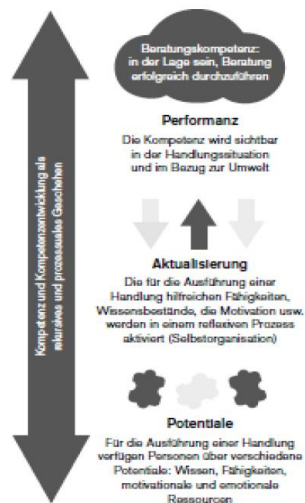 Beratungskompetenz:
in der Lage sein, Beratung
erfolgreich durchzuführen
Performanz
Die Kompetenz wird sichtbar
in der Handlungssituation
und im Bezug zur Umwelt
Aktualisierung
Die für die Ausführung einer
Handlung hilfreichen Fähigkeiten,
Wissensbestände, die Motivation usw.
werden in einem reflexiven Prozess
aktiviert (Selbstorganisation)
Potentiale
Für die Ausführung einer Handlung
verfügen Personen über verschiedene
Potentiale: Wissen, Fähigkeiten,
motivationale und emotionale
Ressourcen
Kompetenz und Kompetenzentwicklung als
rekursives und prozessuales Geschehen